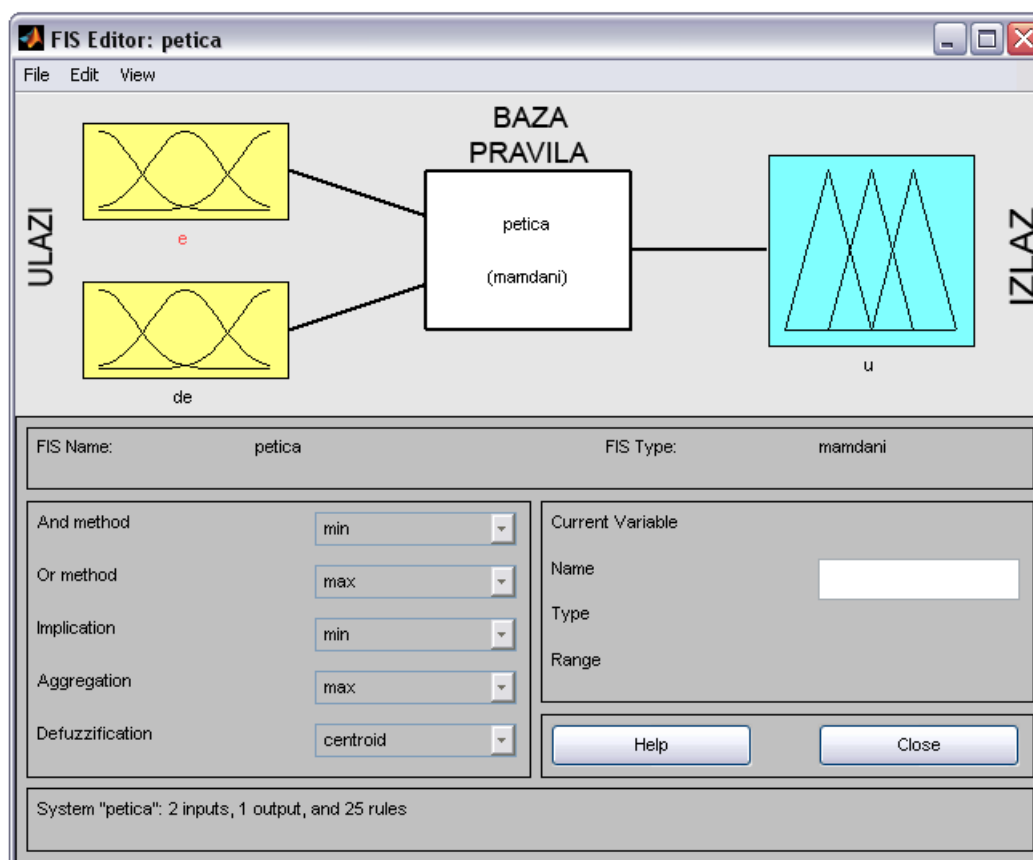 FIS Editor: petica
File Edit View
BAZA
PRAVILA
ULAZI
e
de
petica
(mamdani)
u
IZLAZ
FIS Name: petica FIS Type: mamdani
And method min
Or method max
Implication min
Aggregation max
Defuzzification centroid
Current Variable
Name
Type
Range
Help Close
System "petica": 2 inputs, 1 output, and 25 rules